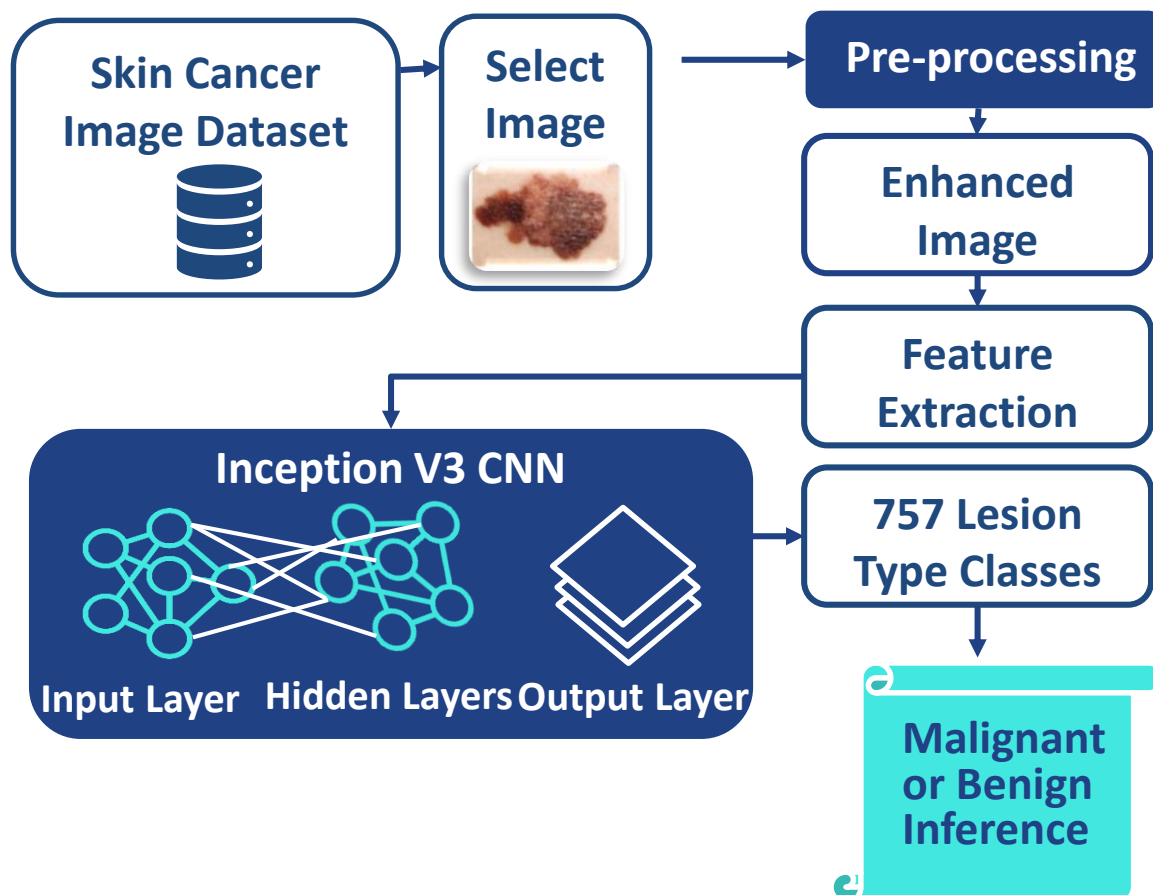 Skin Cancer
Image Dataset
Select
Image
Pre-processing
Enhanced
Image
Feature
Extraction
Inception V3 CNN
Input Layer
Hidden Layers
Output Layer
757 Lesion
Type Classes
Malignant
or Benign
Inference